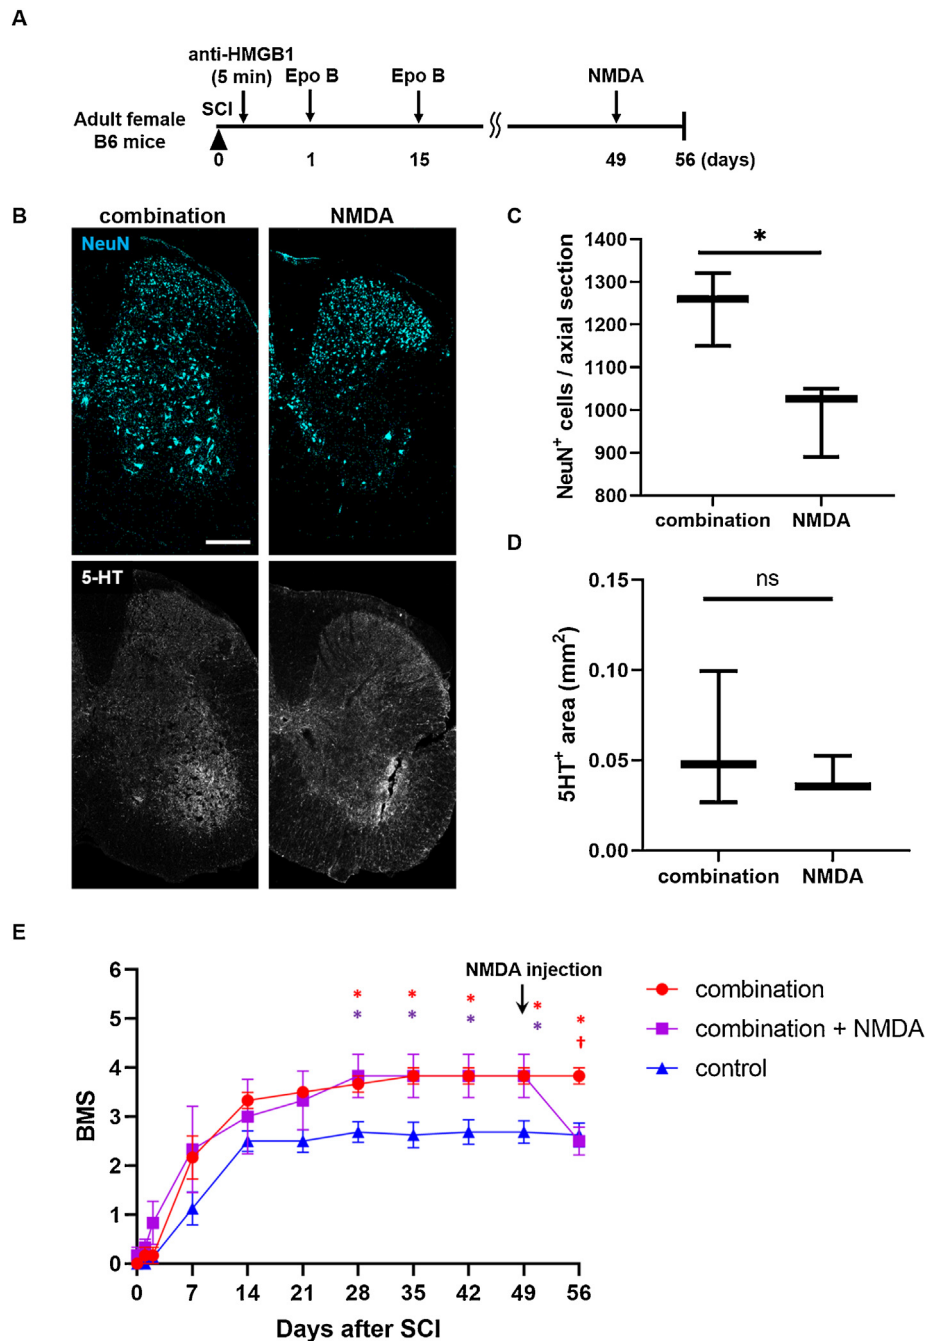 A
anti-HMGB1
(5 min)
Epo B
Epo B
NMDA
SCI
Adult female
B6 mice
0
1
15
49
56 (days)
B
combination
NMDA
NeuN
5-HT
C
NeuN⁺ cells / axial section
1400
1300
1200
1100
1000
900
800
*
combination
NMDA
D
5HT⁺ area (mm²)
0.15
0.10
0.05
0.00
ns
combination
NMDA
E
NMDA injection
* * * * *
* * * * †
BMS
6
5
4
3
2
1
0
0 7 14 21 28 35 42 49 56
Days after SCI
combination
combination + NMDA
control